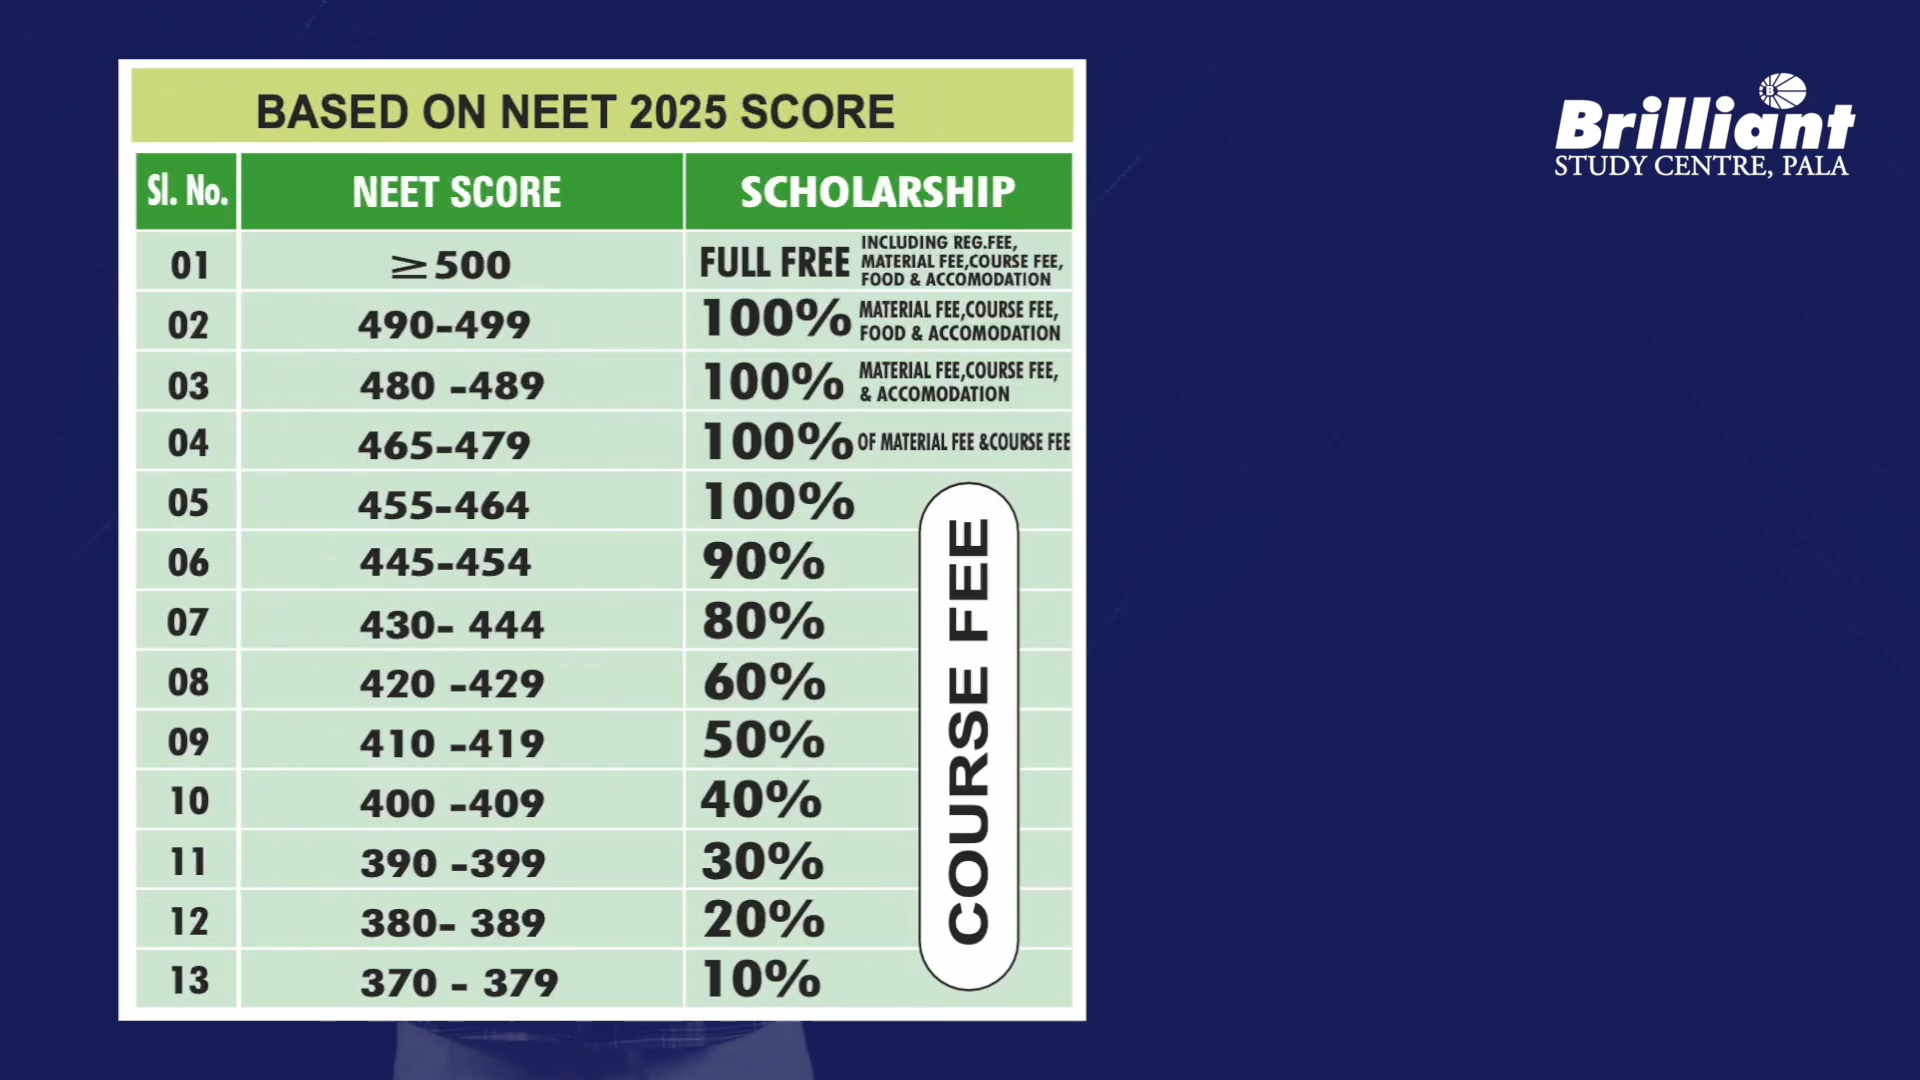 BASED ON NEET 2025 SCORE
Sl. No. NEET SCORE SCHOLARSHIP
01 ≥500 FULL FREE INCLUDING REG.FEE,
MATERIAL FEE,COURSE FEE,
FOOD & ACCOMODATION
02 490-499 100% MATERIAL FEE,COURSE FEE,
FOOD & ACCOMODATION
03 480 -489 100% MATERIAL FEE,COURSE FEE,
& ACCOMODATION
04 465-479 100% OF MATERIAL FEE &COURSE FEE
05 455-464 100%
06 445-454 90%
07 430- 444 80%
08 420 -429 60%
09 410 -419 50%
10 400 -409 40%
11 390 -399 30%
12 380- 389 20%
13 370 - 379 10%
COURSE FEE
B
Brilliant
STUDY CENTRE, PALA